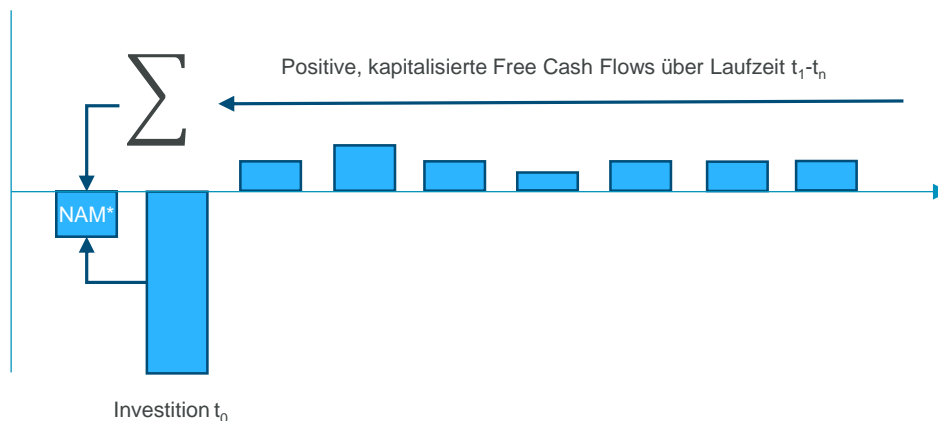 ∑
Positive, kapitalisierte Free Cash Flows über Laufzeit t₁-tₙ
NAM*
Investition t₀